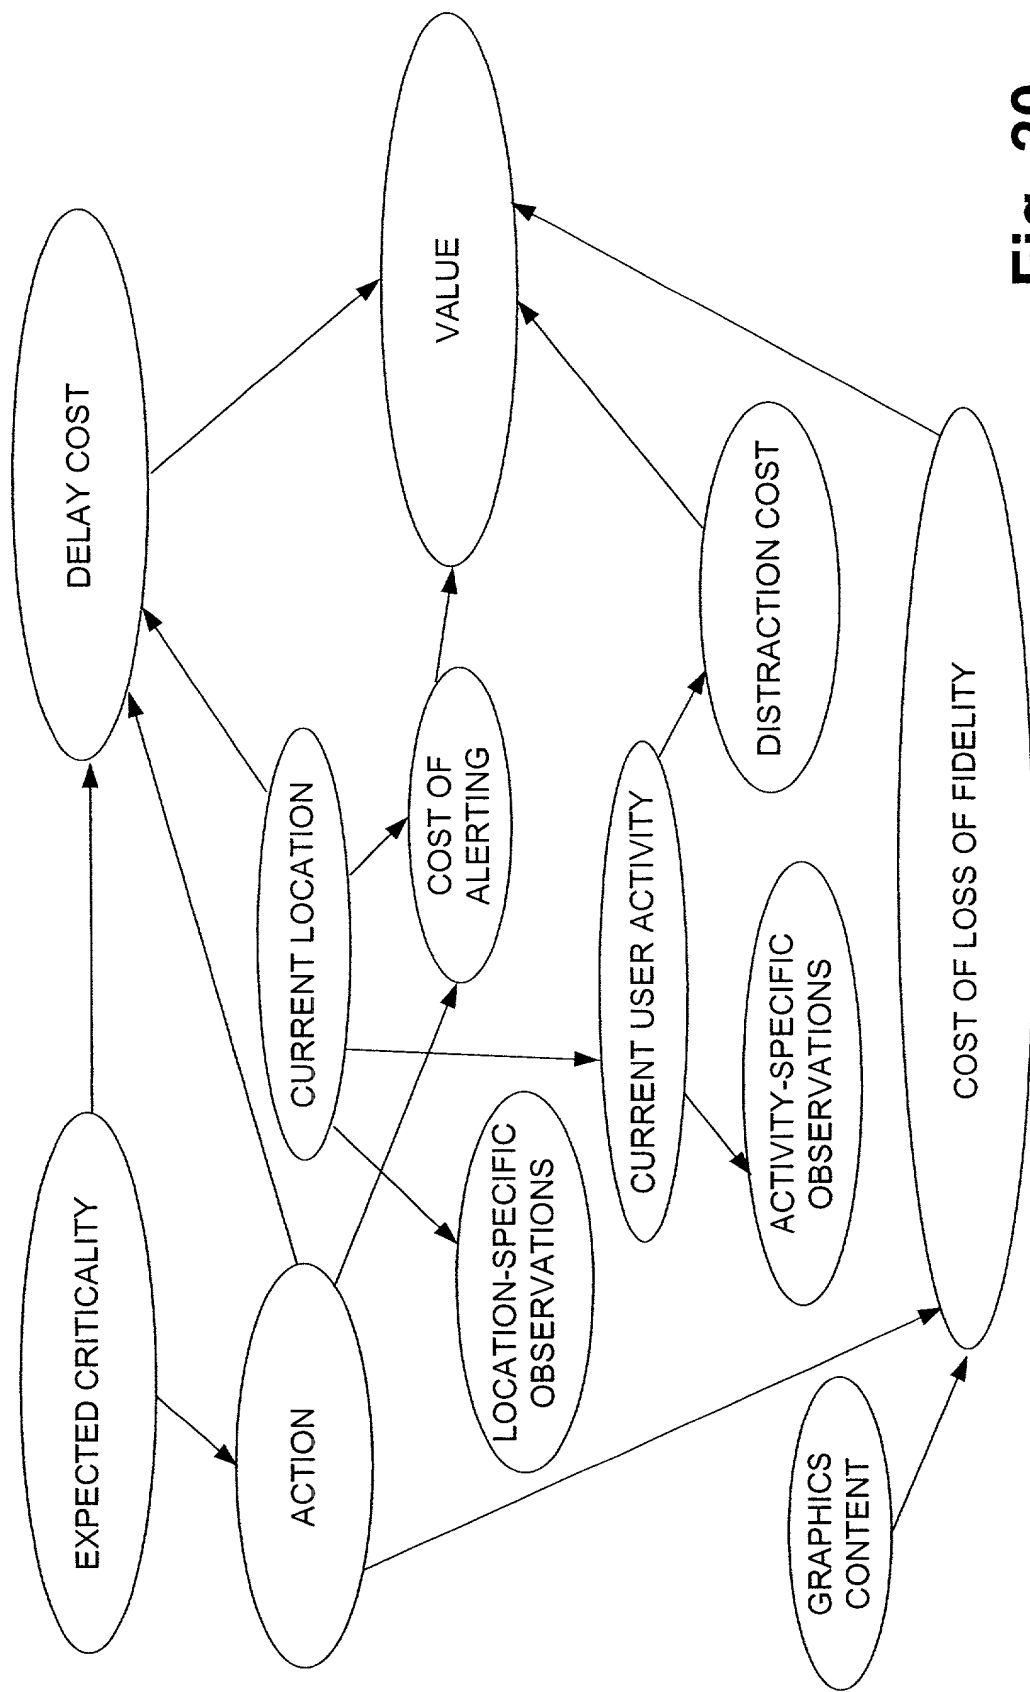 EXPECTED CRITICALITY
DELAY COST
ACTION
CURRENT LOCATION
LOCATION-SPECIFIC
OBSERVATIONS
COST OF
ALERTING
VALUE
CURRENT USER ACTIVITY
GRAPHICS
CONTENT
ACTIVITY-SPECIFIC
OBSERVATIONS
DISTRACTION COST
COST OF LOSS OF FIDELITY
Fig.